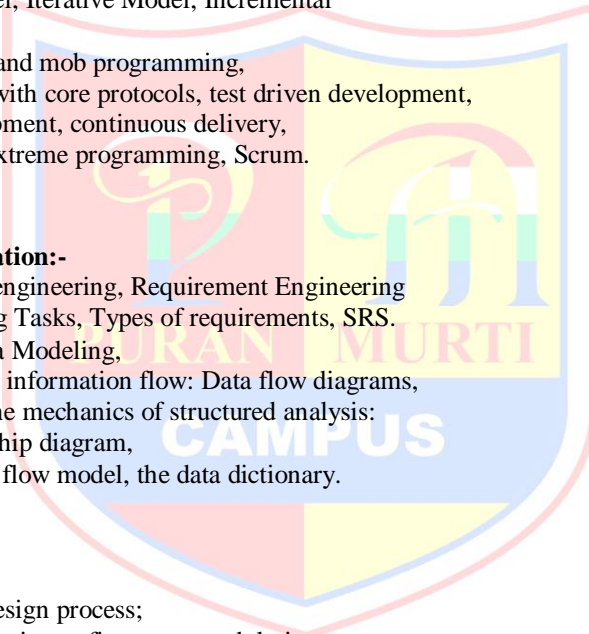 el, Iterative Model, Incremental
and mob programming,
with core protocols, test driven development,
pment, continuous delivery,
xtreme programming, Scrum.
ation:-
engineering, Requirement Engineering
g Tasks, Types of requirements, SRS.
a Modeling,
PURAN MURTI
information flow: Data flow diagrams,
he mechanics of structured analysis:
CAMPUS
hip diagram,
flow model, the data dictionary.
esign process;